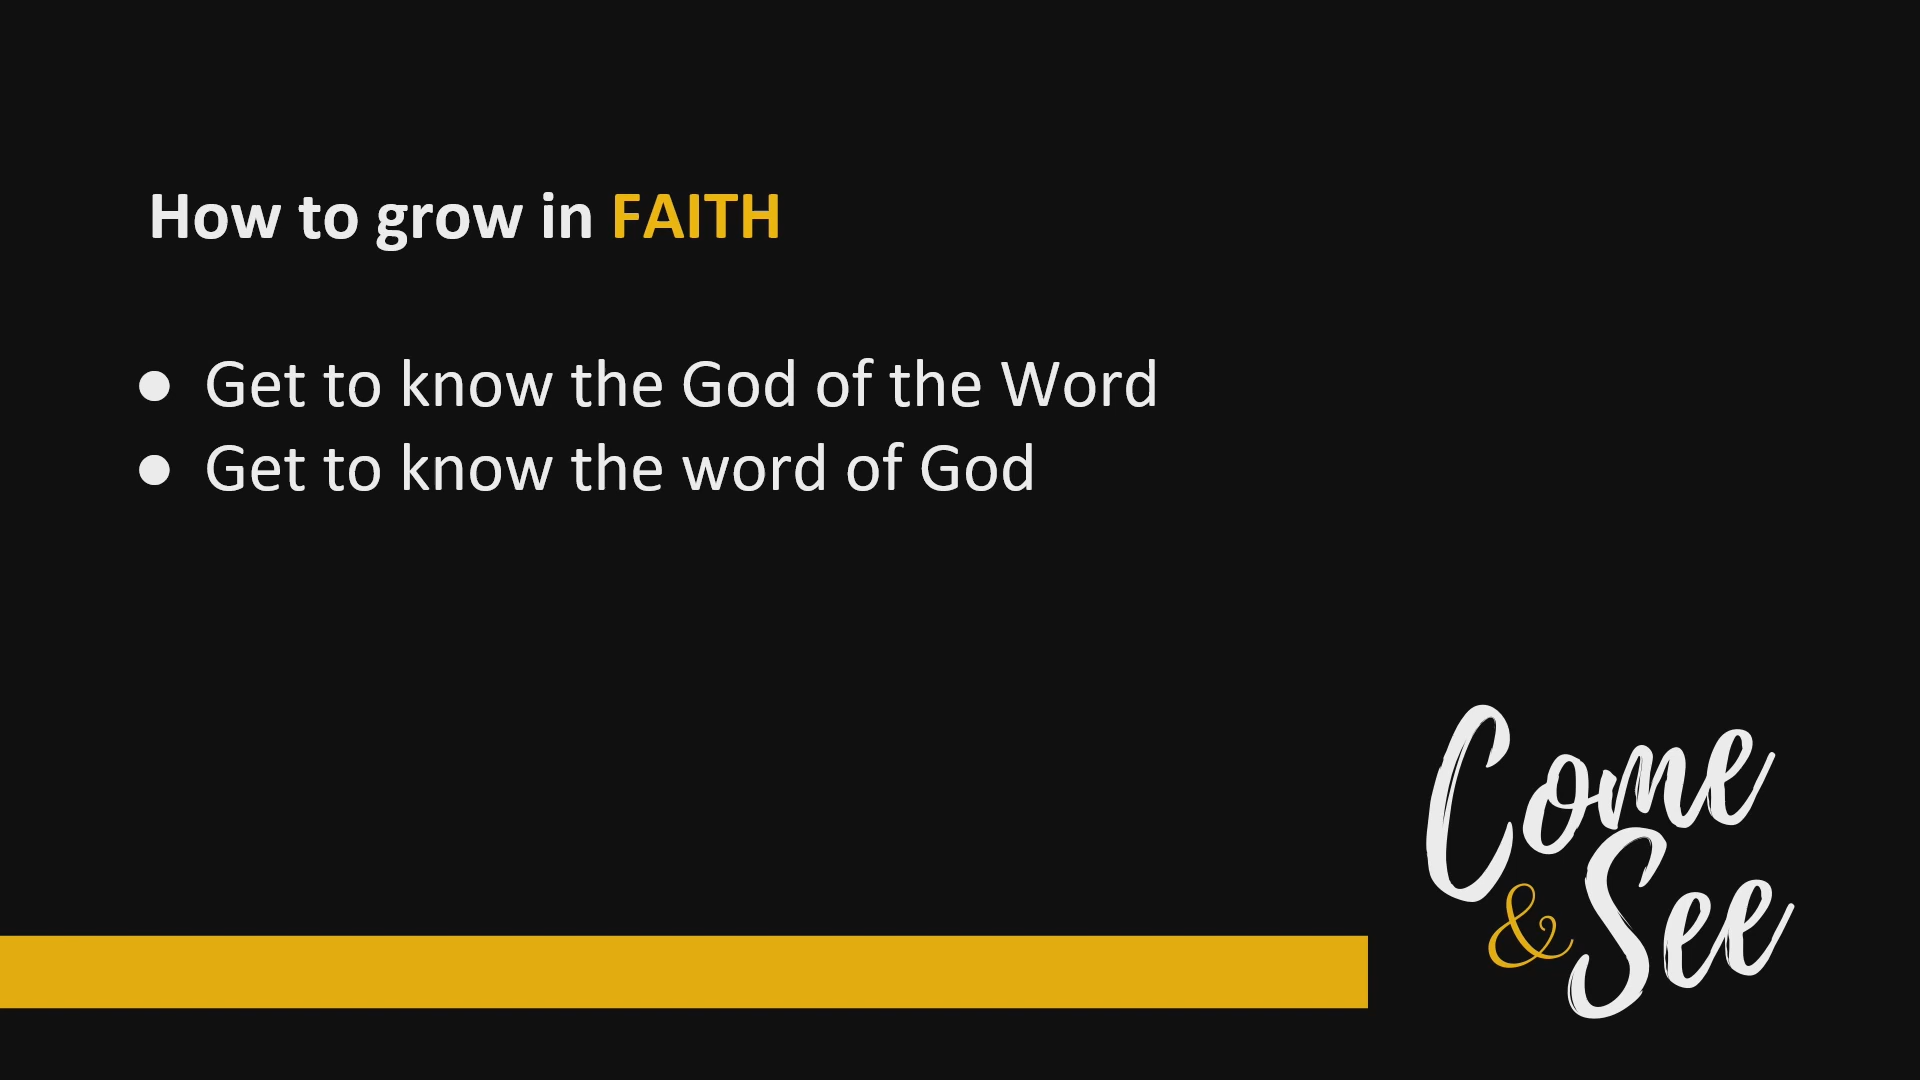 How to grow in FAITH
● Get to know the God of the Word
● Get to know the word of God
Come
& See